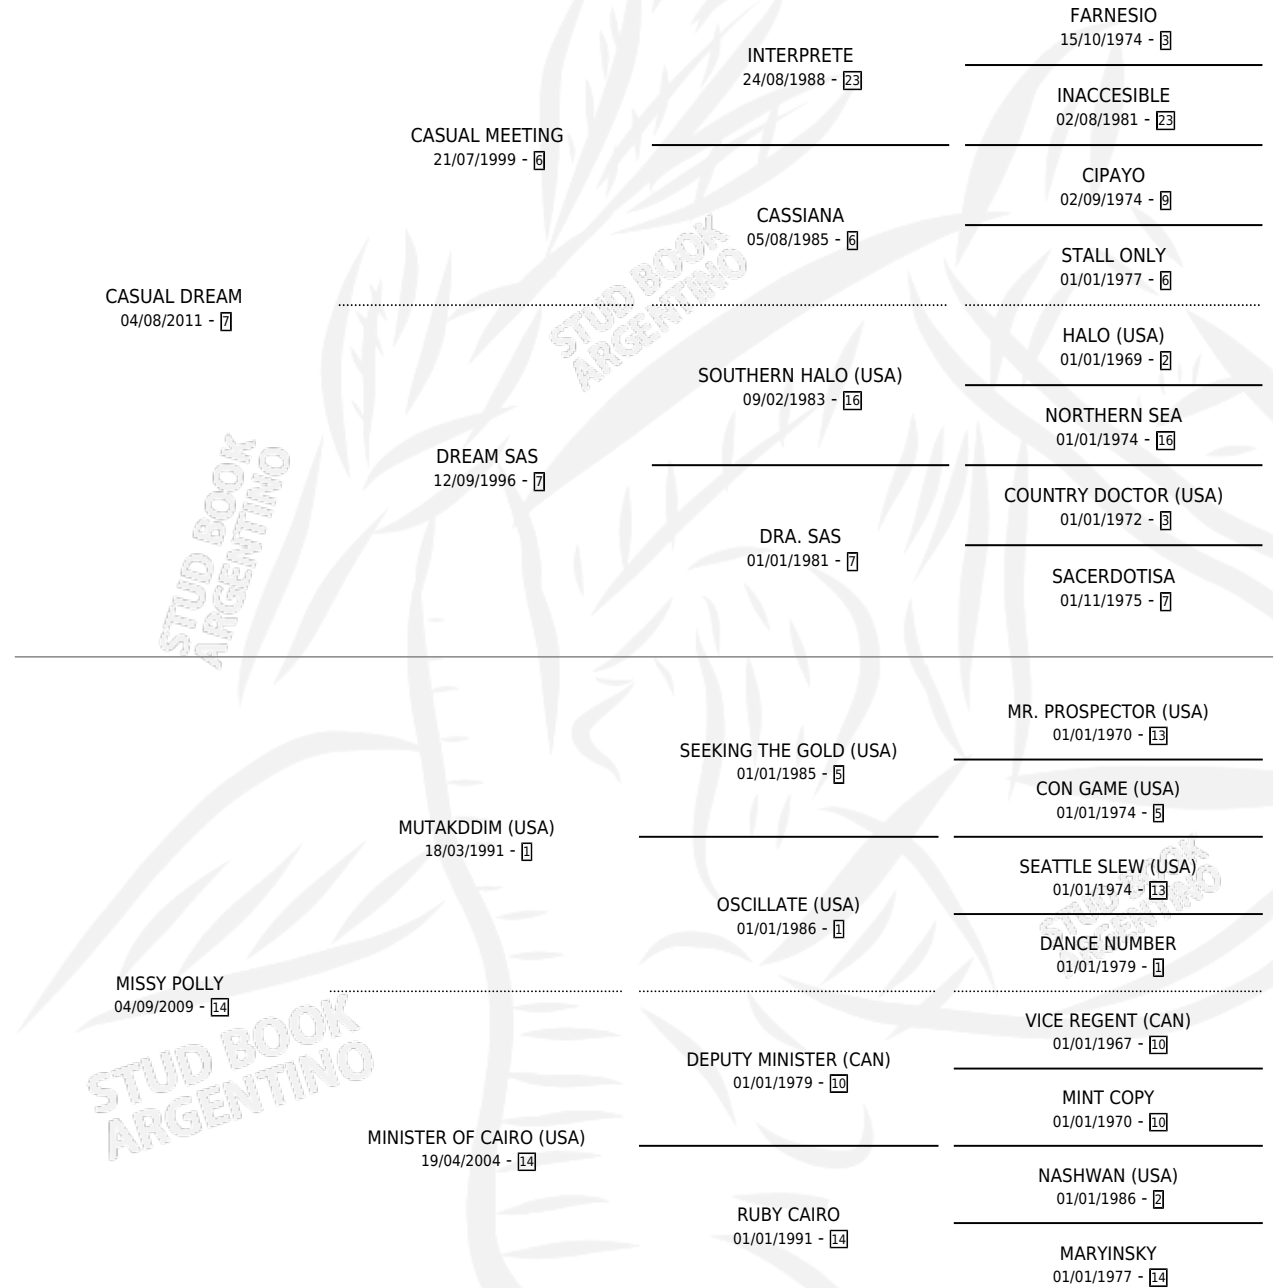 FARNESIO
15/10/1974 - 3
INTERPRETE
24/08/1988 - 23
INACCESIBLE
02/08/1981 - 23
CASUAL MEETING
21/07/1999 - 6
CIPAYO
02/09/1974 - 9
CASSIANA
05/08/1985 - 6
STALL ONLY
01/01/1977 - 6
CASUAL DREAM
04/08/2011 - 7
STUD BOOK
ARGENTINO
HALO (USA)
01/01/1969 - 2
SOUTHERN HALO (USA)
09/02/1983 - 16
NORTHERN SEA
01/01/1974 - 16
DREAM SAS
12/09/1996 - 7
COUNTRY DOCTOR (USA)
01/01/1972 - 3
DRA. SAS
01/01/1981 - 7
SACERDOTISA
01/11/1975 - 7
STUD BOOK
ARGENTINO
MR. PROSPECTOR (USA)
01/01/1970 - 13
SEEKING THE GOLD (USA)
01/01/1985 - 5
CON GAME (USA)
01/01/1974 - 5
MUTAKDDIM (USA)
18/03/1991 - 1
SEATTLE SLEW (USA)
01/01/1974 - 13
OSCILLATE (USA)
01/01/1986 - 1
DANCE NUMBER
01/01/1979 - 1
STUD BOOK
ARGENTINO
MISSY POLLY
04/09/2009 - 14
VICE REGENT (CAN)
01/01/1967 - 10
DEPUTY MINISTER (CAN)
01/01/1979 - 10
MINT COPY
01/01/1970 - 10
STUD BOOK
ARGENTINO
MINISTER OF CAIRO (USA)
19/04/2004 - 14
NASHWAN (USA)
01/01/1986 - 2
RUBY CAIRO
01/01/1991 - 14
MARYINSKY
01/01/1977 - 14